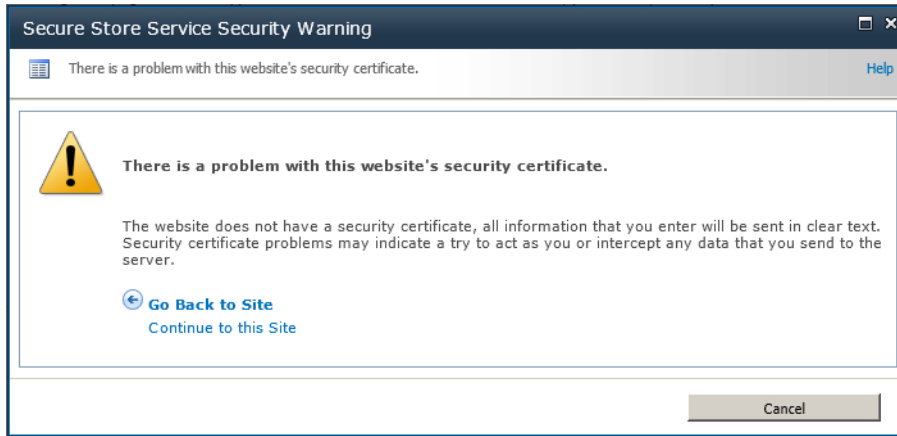 Secure Store Service Security Warning
There is a problem with this website's security certificate.
Help
There is a problem with this website's security certificate.
The website does not have a security certificate, all information that you enter will be sent in clear text.
Security certificate problems may indicate a try to act as you or intercept any data that you send to the
server.
Go Back to Site
Continue to this Site
Cancel